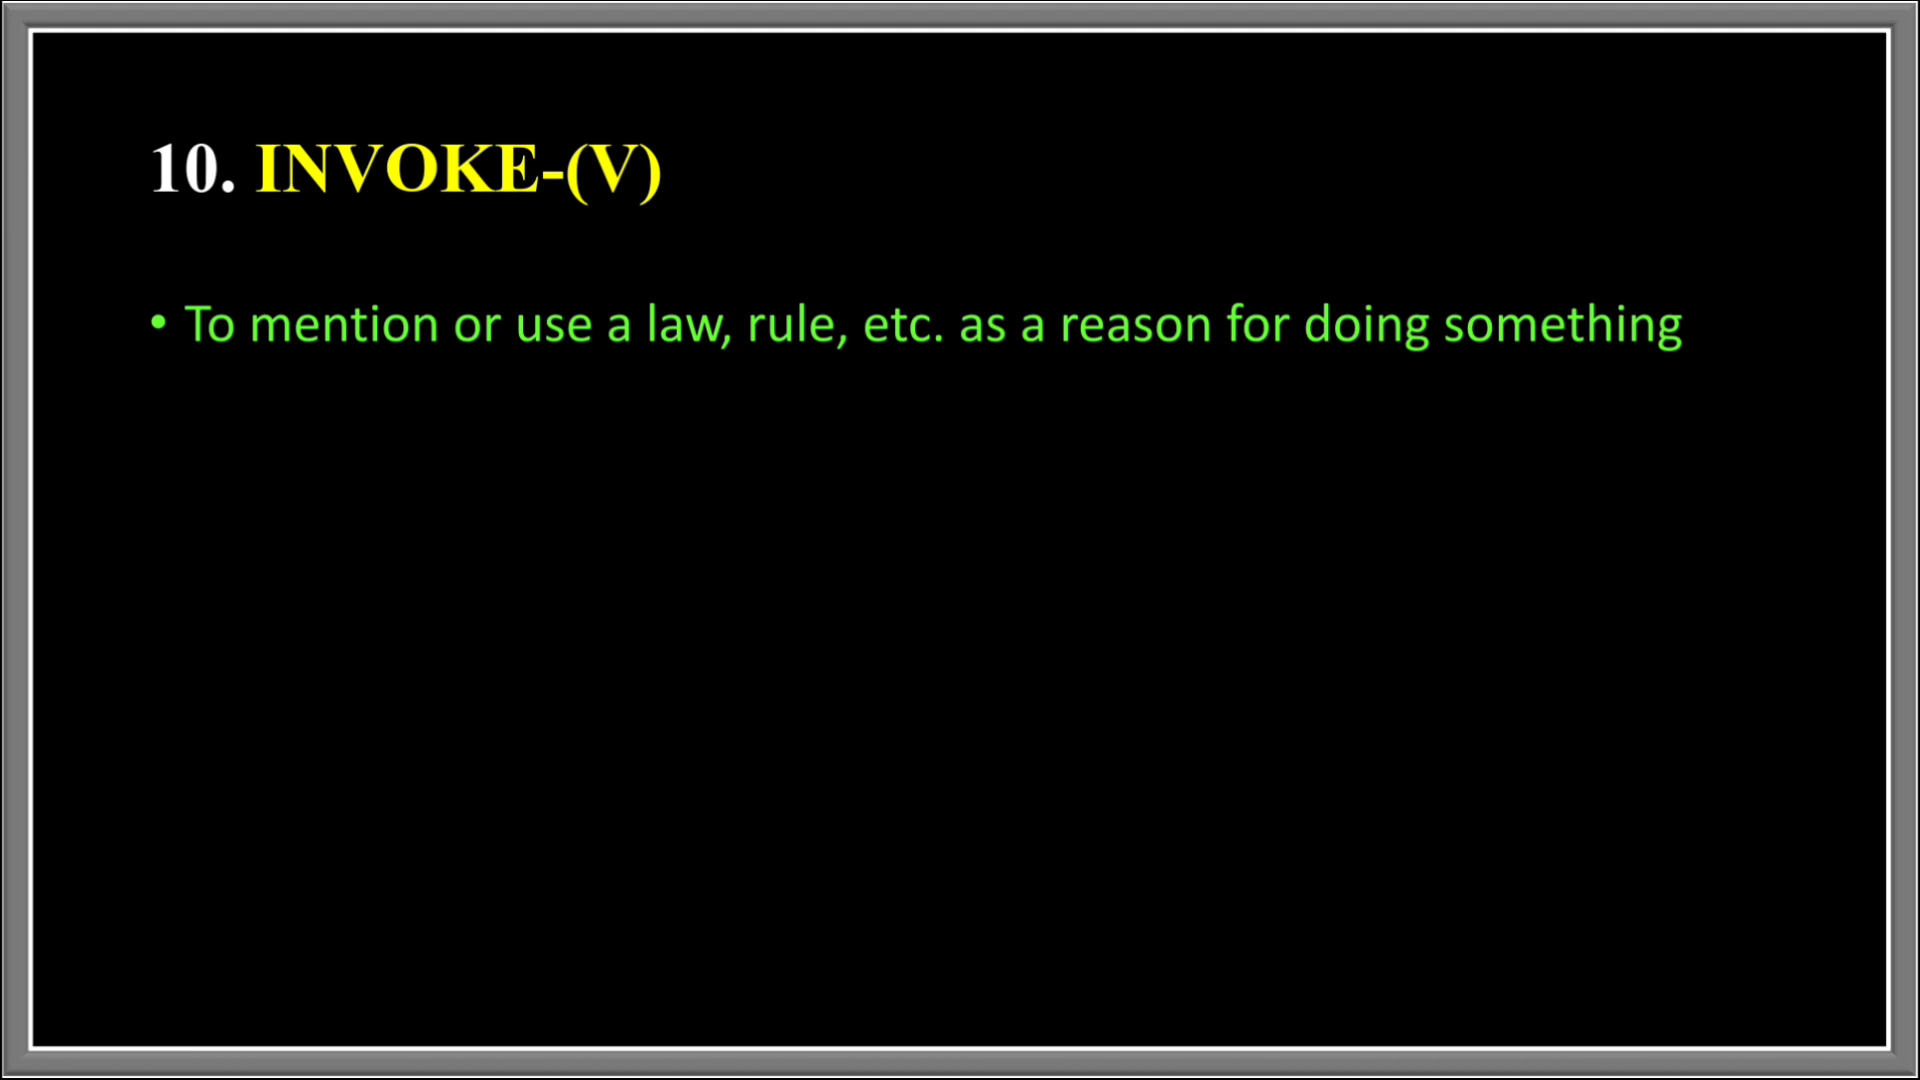 10. INVOKE-(V)
• To mention or use a law, rule, etc. as a reason for doing something